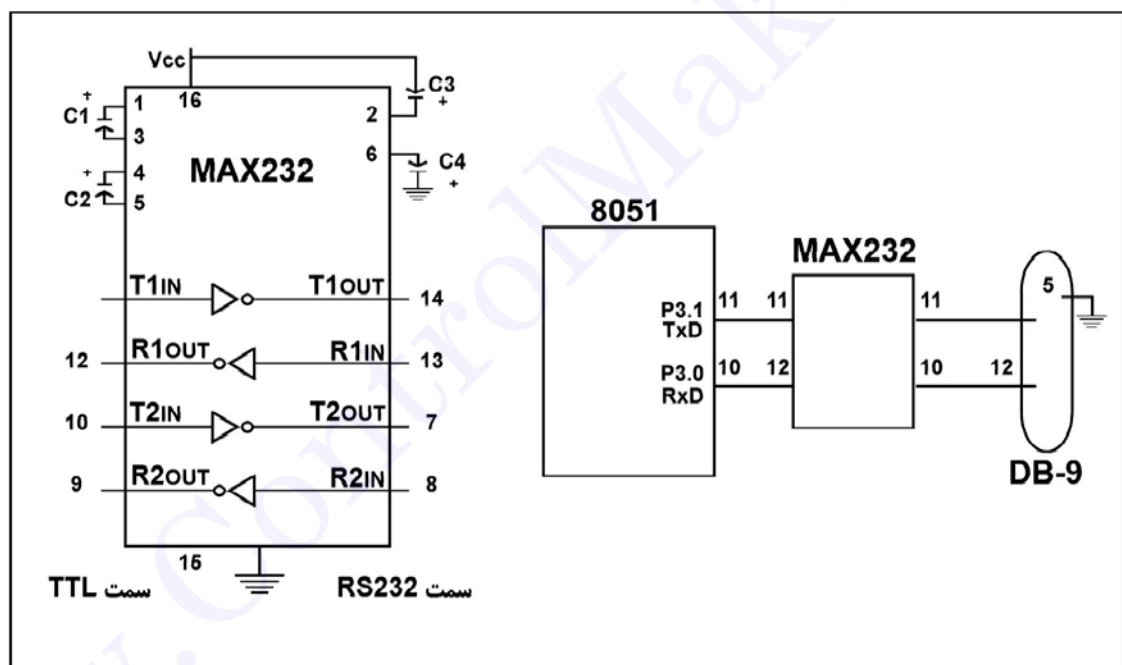 Vcc
16
C1
+
1
3
C2
+
4
5
C3
+
2
6
C4
+
MAX232
T1IN
T1OUT
14
12
R1OUT
R1IN
13
10
T2IN
T2OUT
7
9
R2OUT
R2IN
8
15
سمت TTL
سمت RS232
8051
P3.1
TxD
11
11
P3.0
RxD
10
12
MAX232
11
10
12
5
DB-9
w.ControlMak